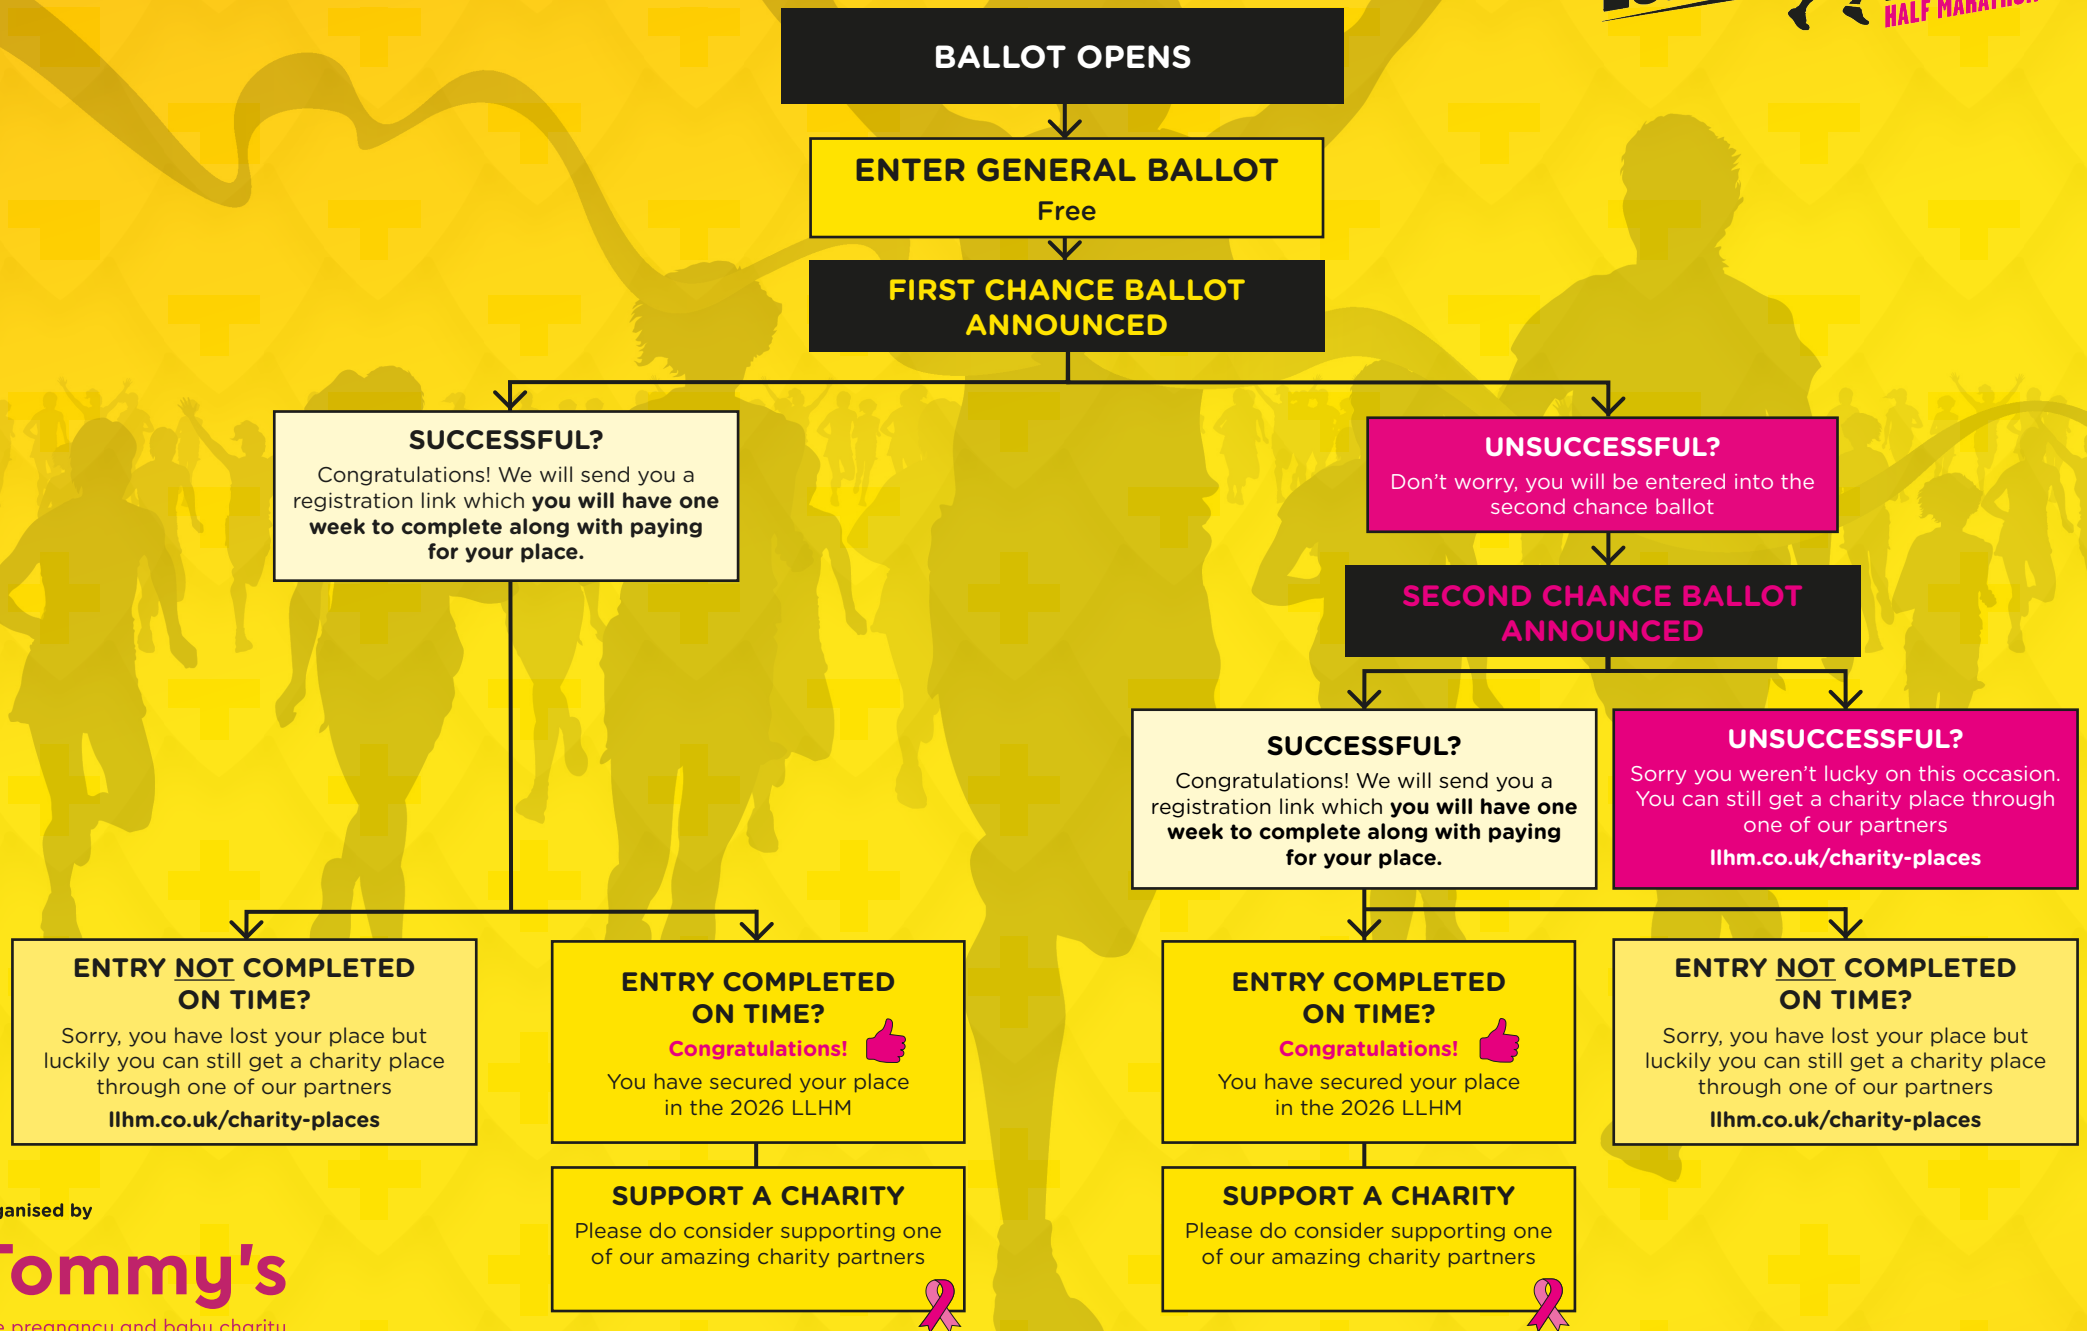 HALF MARATHON
BALLOT OPENS
ENTER GENERAL BALLOT
Free
FIRST CHANCE BALLOT
ANNOUNCED
SUCCESSFUL?
Congratulations! We will send you a
registration link which you will have one
week to complete along with paying
for your place.
UNSUCCESSFUL?
Don't worry, you will be entered into the
second chance ballot
SECOND CHANCE BALLOT
ANNOUNCED
SUCCESSFUL?
Congratulations! We will send you a
registration link which you will have one
week to complete along with paying
for your place.
UNSUCCESSFUL?
Sorry you weren't lucky on this occasion.
You can still get a charity place through
one of our partners
llhm.co.uk/charity-places
ENTRY NOT COMPLETED
ON TIME?
Sorry, you have lost your place but
luckily you can still get a charity place
through one of our partners
llhm.co.uk/charity-places
ENTRY COMPLETED
ON TIME?
Congratulations!
You have secured your place
in the 2026 LLHM
SUPPORT A CHARITY
Please do consider supporting one
of our amazing charity partners
ENTRY COMPLETED
ON TIME?
Congratulations!
You have secured your place
in the 2026 LLHM
SUPPORT A CHARITY
Please do consider supporting one
of our amazing charity partners
ENTRY NOT COMPLETED
ON TIME?
Sorry, you have lost your place but
luckily you can still get a charity place
through one of our partners
llhm.co.uk/charity-places
ganised by
Tommy's
pregnancy and baby charity